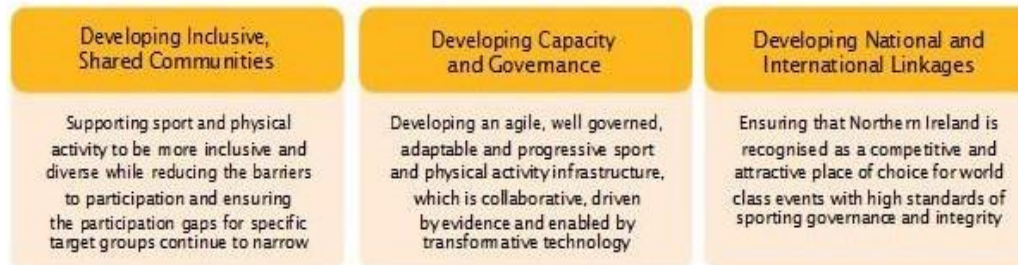 Developing Inclusive,
Shared Communities
Supporting sport and physical
activity to be more inclusive and
diverse while reducing the barriers
to participation and ensuring
the participation gaps for specific
target groups continue to narrow
Developing Capacity
and Governance
Developing an agile, well governed,
adaptable and progressive sport
and physical activity infrastructure,
which is collaborative, driven
by evidence and enabled by
transformative technology
Developing National and
International Linkages
Ensuring that Northern Ireland is
recognised as a competitive and
attractive place of choice for world
class events with high standards of
sporting governance and integrity